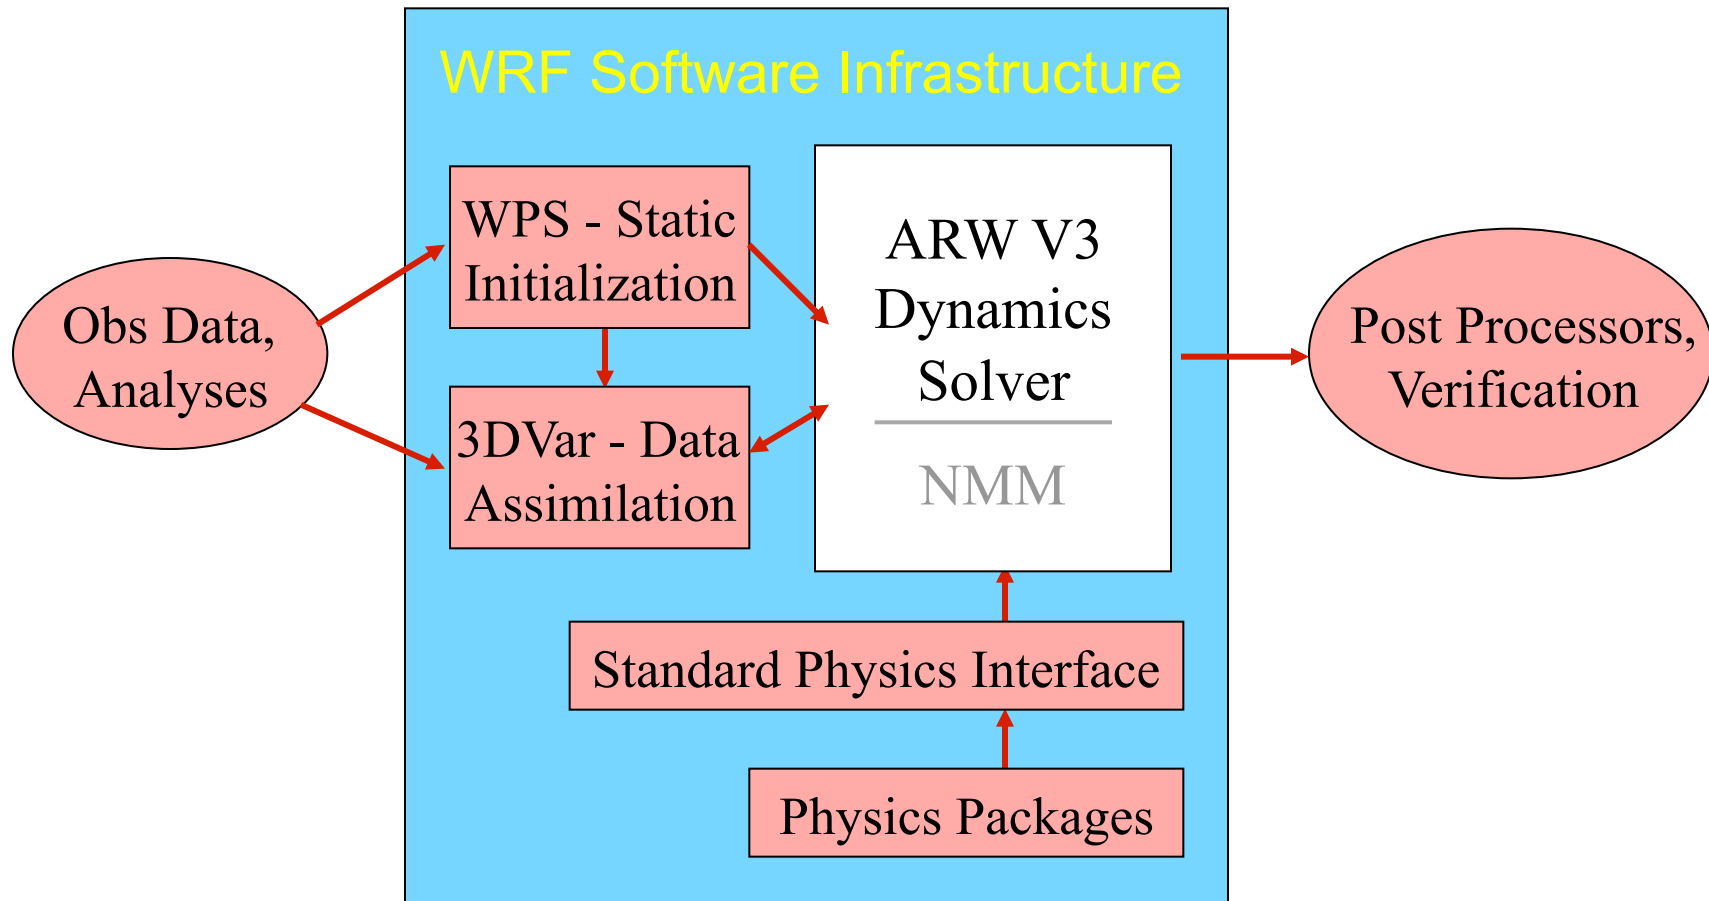 WRF Software Infrastructure
WPS - Static
Initialization
ARW V3
Dynamics
Solver
NMM
Obs Data,
Analyses
3DVar - Data
Assimilation
Post Processors,
Verification
Standard Physics Interface
Physics Packages